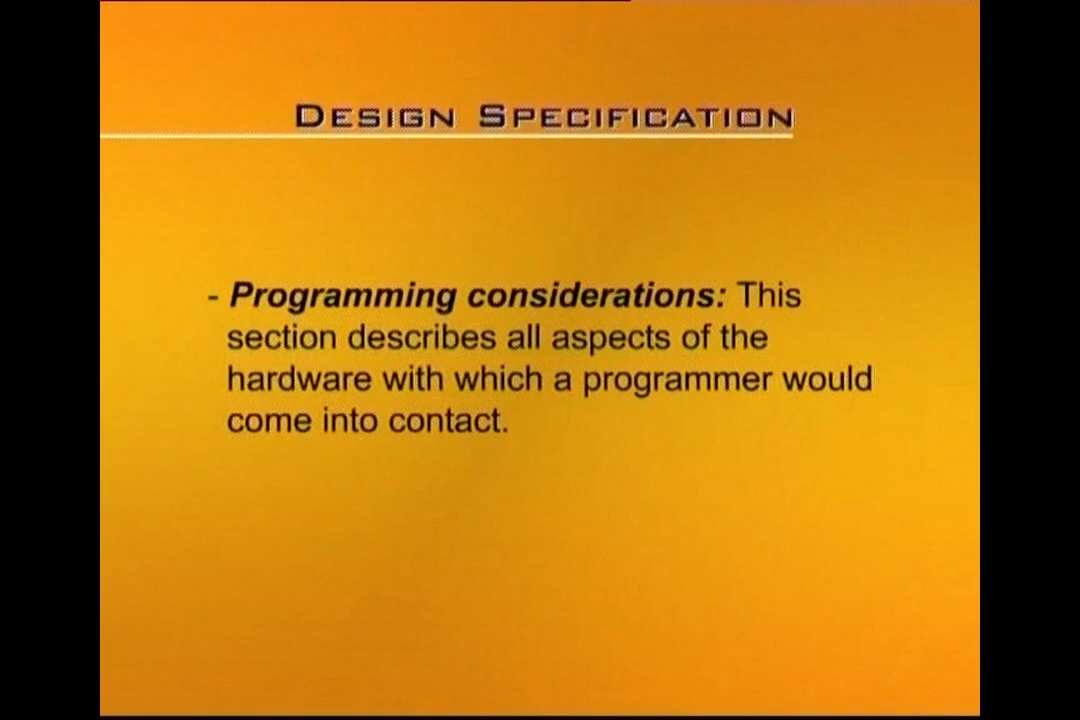 DESIGN SPECIFICATION
- Programming considerations: This
section describes all aspects of the
hardware with which a programmer would
come into contact.